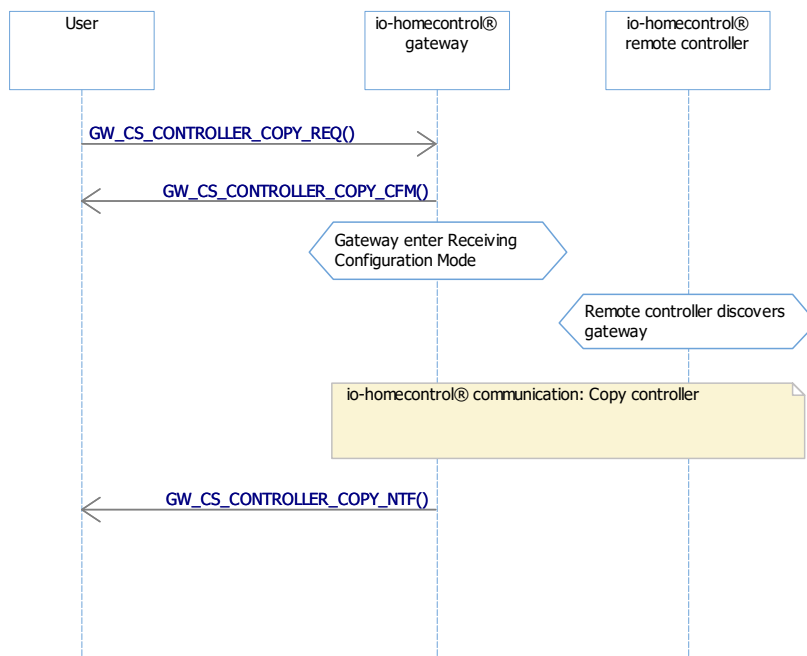 User
io-homecontrol®
gateway
io-homecontrol®
remote controller
GW_CS_CONTROLLER_COPY_REQ()
GW_CS_CONTROLLER_COPY_CFM()
Gateway enter Receiving
Configuration Mode
Remote controller discovers
gateway
io-homecontrol® communication: Copy controller
GW_CS_CONTROLLER_COPY_NTF()